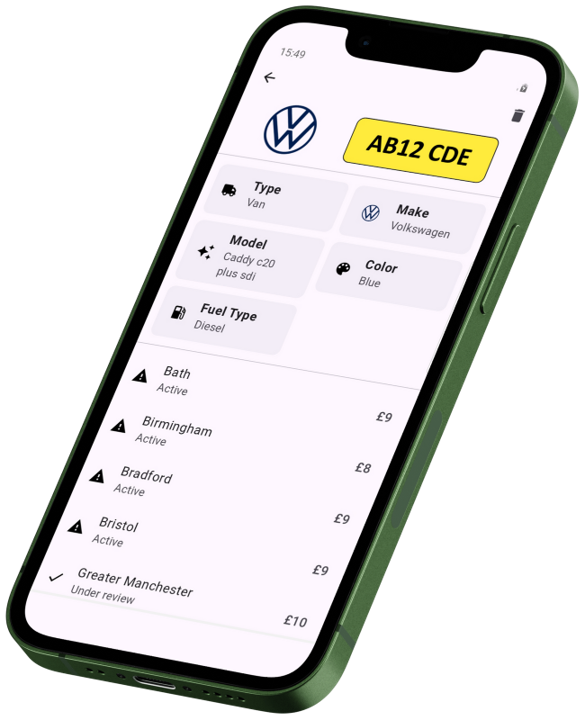 15:49
AB12 CDE
Type
Van
Make
Volkswagen
Model
Caddy c20
plus sdi
Color
Blue
Fuel Type
Diesel
Bath
Active
£9
Birmingham
Active
£8
Bradford
Active
£9
Bristol
Active
£9
Greater Manchester
Under review
£10